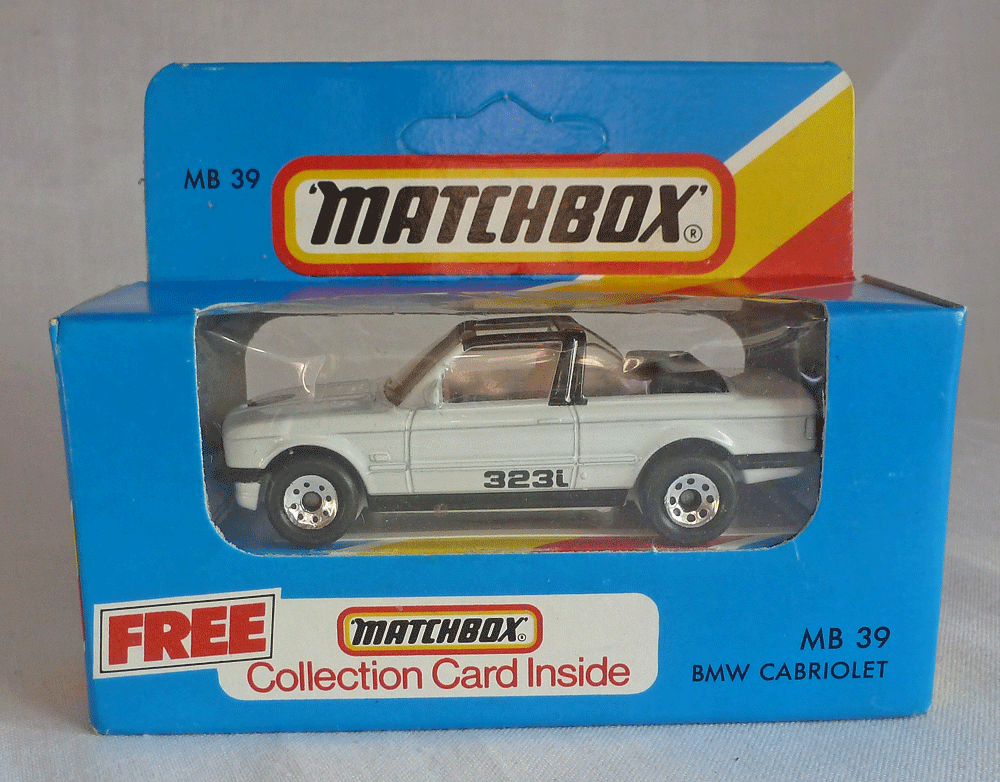 MB 39
'MATCHBOX' ®
323i
FREE
MATCHBOX ®
Collection Card Inside
MB 39
BMW CABRIOLET